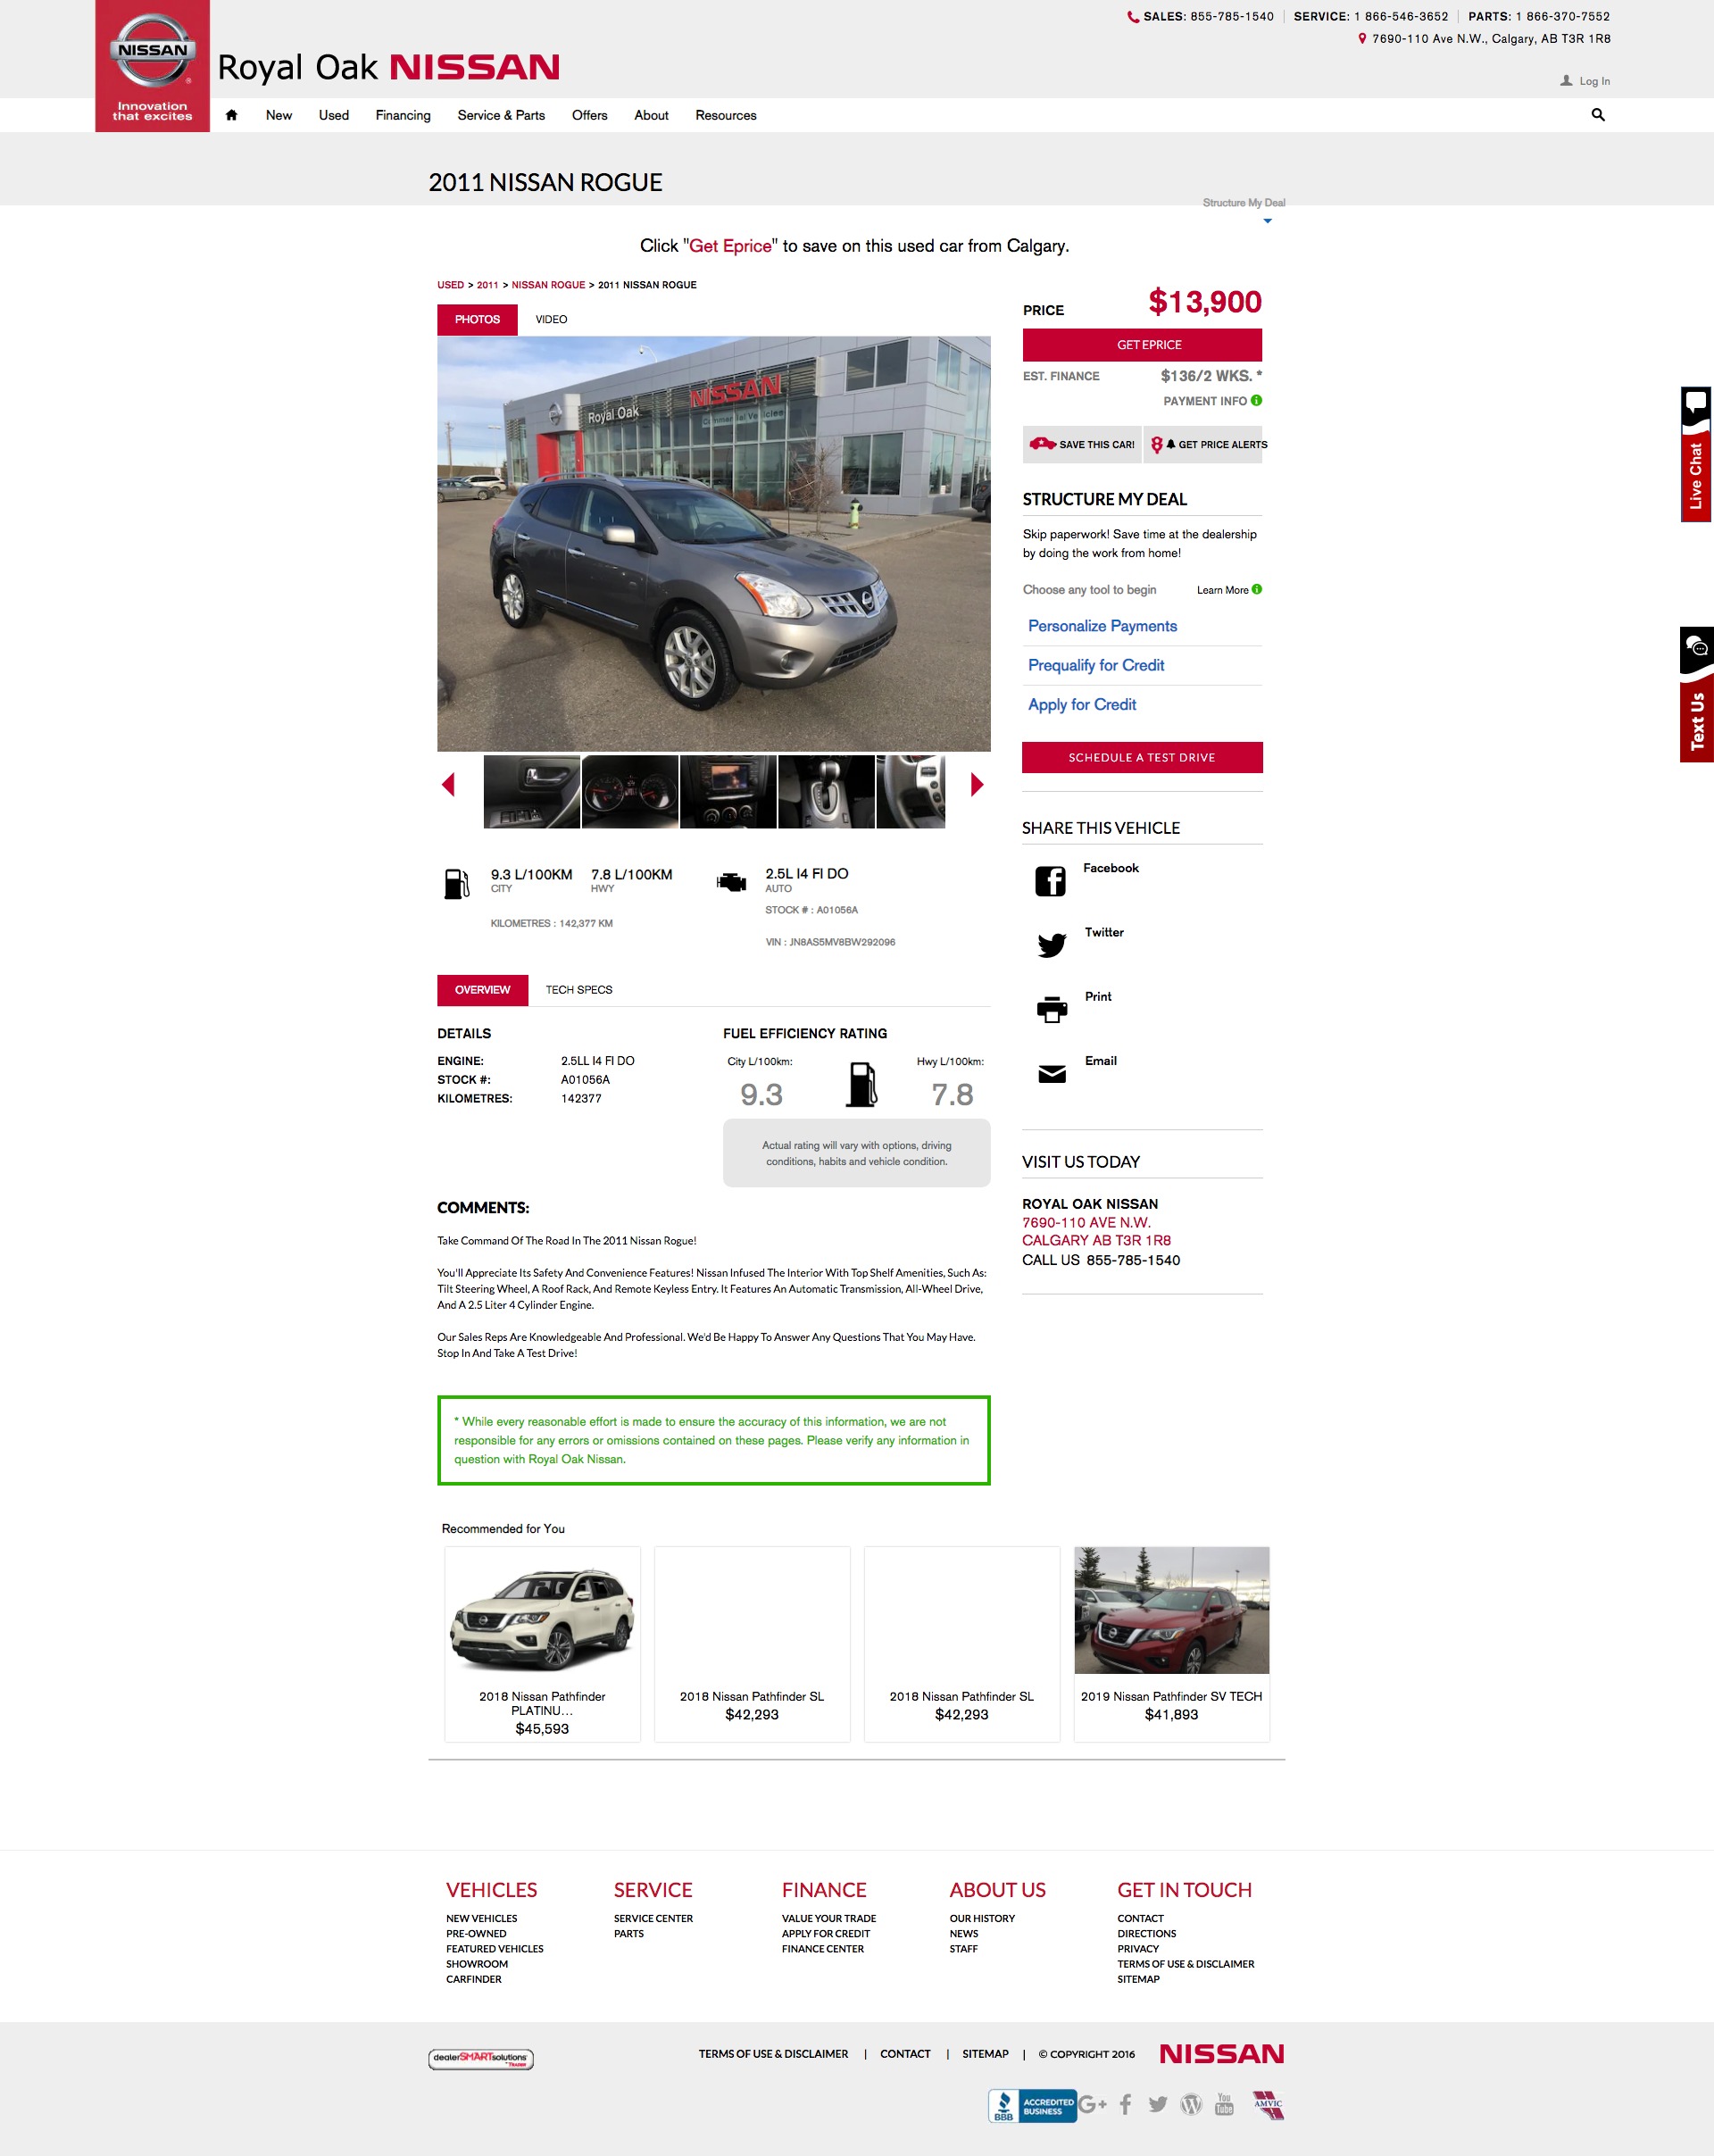 SALES: 855-785-1540 | SERVICE: 1 866-546-3652 | PARTS: 1 866-370-7552
7690-110 Ave N.W., Calgary, AB T3R 1R8
NISSAN
Innovation
that excites
Royal Oak NISSAN
Log In
New Used Financing Service & Parts Offers About Resources
2011 NISSAN ROGUE
Structure My Deal
Click "Get Eprice" to save on this used car from Calgary.
USED > 2011 > NISSAN ROGUE > 2011 NISSAN ROGUE
PHOTOS VIDEO
Royal Oak NISSAN
PRICE $13,900
GET EPRICE
EST. FINANCE $136/2 WKS. *
PAYMENT INFO
SAVE THIS CAR! GET PRICE ALERTS
STRUCTURE MY DEAL
Skip paperwork! Save time at the dealership
by doing the work from home!
Choose any tool to begin Learn More
Personalize Payments
Prequalify for Credit
Apply for Credit
SCHEDULE A TEST DRIVE
Live Chat
Text Us
9.3 L/100KM 7.8 L/100KM
CITY HWY
KILOMETRES : 142,377 KM
2.5L I4 FI DO
AUTO
STOCK # : A01056A
VIN : JN8AS5MV8BW292096
SHARE THIS VEHICLE
Facebook
Twitter
Print
Email
OVERVIEW TECH SPECS
DETAILS
ENGINE: 2.5LL I4 FI DO
STOCK #: A01056A
KILOMETRES: 142377
FUEL EFFICIENCY RATING
City L/100km: Hwy L/100km:
9.3 7.8
Actual rating will vary with options, driving
conditions, habits and vehicle condition.
VISIT US TODAY
ROYAL OAK NISSAN
7690-110 AVE N.W.
CALGARY AB T3R 1R8
CALL US 855-785-1540
COMMENTS:
Take Command Of The Road In The 2011 Nissan Rogue!
You'll Appreciate Its Safety And Convenience Features! Nissan Infused The Interior With Top Shelf Amenities, Such As:
Tilt Steering Wheel, A Roof Rack, And Remote Keyless Entry. It Features An Automatic Transmission, All-Wheel Drive,
And A 2.5 Liter 4 Cylinder Engine.
Our Sales Reps Are Knowledgeable And Professional. We'd Be Happy To Answer Any Questions That You May Have.
Stop In And Take A Test Drive!
* While every reasonable effort is made to ensure the accuracy of this information, we are not
responsible for any errors or omissions contained on these pages. Please verify any information in
question with Royal Oak Nissan.
Recommended for You
2018 Nissan Pathfinder
PLATINU…
$45,593
2018 Nissan Pathfinder SL
$42,293
2018 Nissan Pathfinder SL
$42,293
2019 Nissan Pathfinder SV TECH
$41,893
VEHICLES
NEW VEHICLES
PRE-OWNED
FEATURED VEHICLES
SHOWROOM
CARFINDER
SERVICE
SERVICE CENTER
PARTS
FINANCE
VALUE YOUR TRADE
APPLY FOR CREDIT
FINANCE CENTER
ABOUT US
OUR HISTORY
NEWS
STAFF
GET IN TOUCH
CONTACT
DIRECTIONS
PRIVACY
TERMS OF USE & DISCLAIMER
SITEMAP
dealerSMARTsolutions
TERMS OF USE & DISCLAIMER | CONTACT | SITEMAP | © COPYRIGHT 2016 NISSAN
BBB ACCREDITED
BUSINESS
G+
You
Tube
AMVIC